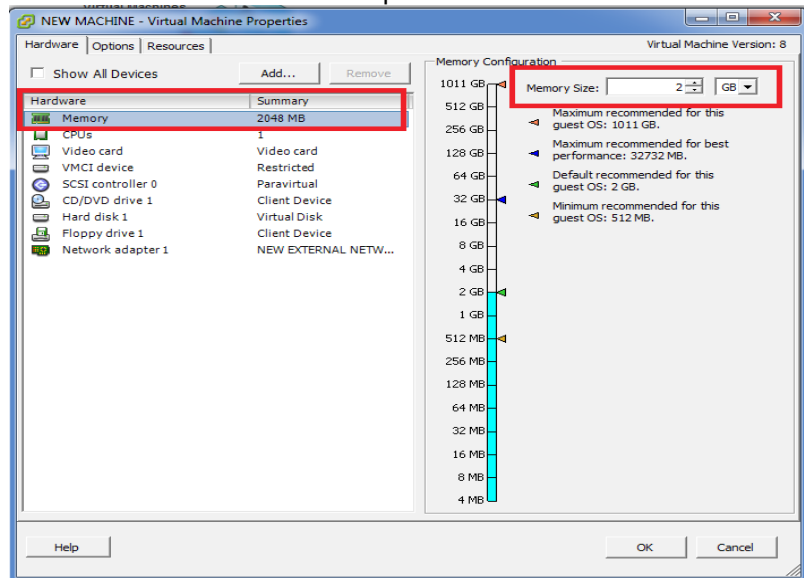 Virtual Machines
NEW MACHINE - Virtual Machine Properties
Hardware Options Resources
Virtual Machine Version: 8
Show All Devices
Add...
Remove
Hardware Summary
Memory 2048 MB
CPUs 1
Video card Video card
VMCI device Restricted
SCSI controller 0 Paravirtual
CD/DVD drive 1 Client Device
Hard disk 1 Virtual Disk
Floppy drive 1 Client Device
Network adapter 1 NEW EXTERNAL NETW...
Memory Configuration
1011 GB
512 GB
256 GB
128 GB
64 GB
32 GB
16 GB
8 GB
4 GB
2 GB
1 GB
512 MB
256 MB
128 MB
64 MB
32 MB
16 MB
8 MB
4 MB
Memory Size: 2 GB
Maximum recommended for this
guest OS: 1011 GB.
Maximum recommended for best
performance: 32732 MB.
Default recommended for this
guest OS: 2 GB.
Minimum recommended for this
guest OS: 512 MB.
Help
OK
Cancel